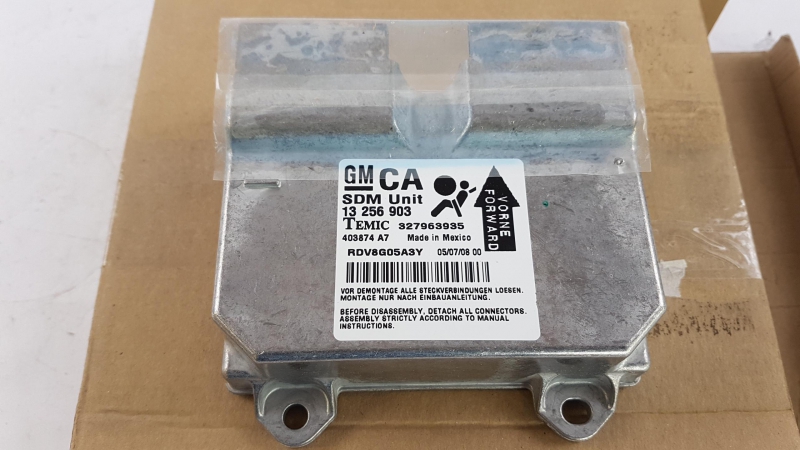 GM CA
SDM Unit
13 256 903
TEMIC 327963935
403874 A7 Made in Mexico
RDV8G05A3Y 05/07/08 00
VORNE
FORWARD
VOR DEMONTAGE ALLE STECKVERBINDUNGEN LOESEN.
MONTAGE NUR NACH EINBAUANLEITUNG.
BEFORE DISASSEMBLY, DETACH ALL CONNECTORS.
ASSEMBLY STRICTLY ACCORDING TO MANUAL
INSTRUCTIONS.